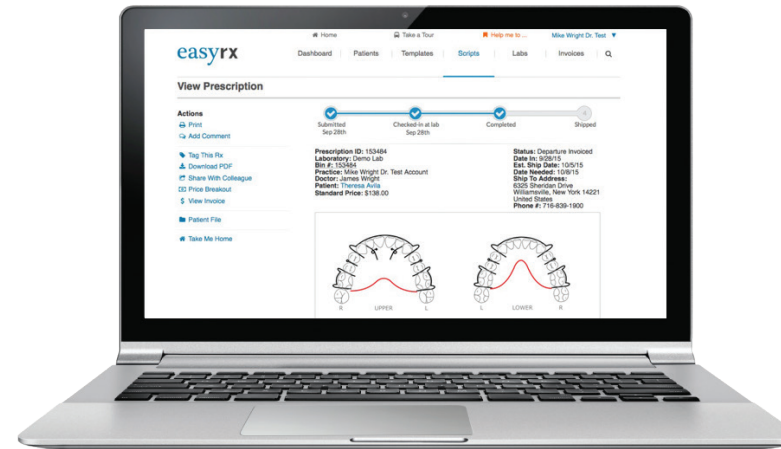 Home
Take a Tour
Help me to ...
Mike Wright Dr. Test
easyrx
Dashboard
Patients
Templates
Scripts
Labs
Invoices
View Prescription
Actions
Print
Add Comment
Tag This Rx
Download PDF
Share With Colleague
Price Breakout
$ View Invoice
Patient File
Take Me Home
Submitted
Sep 28th
Checked-in at lab
Sep 28th
Completed
4
Shipped
Prescription ID: 153484
Laboratory: Demo Lab
Bin #: 153484
Practice: Mike Wright Dr. Test Account
Doctor: James Wright
Patient: Theresa Avila
Standard Price: $138.00
Status: Departure Invoiced
Date In: 9/28/15
Est. Ship Date: 10/5/15
Date Needed: 10/8/15
Ship To Address:
6325 Sheridan Drive
Williamsville, New York 14221
United States
Phone #: 716-839-1900
R UPPER L
L LOWER R